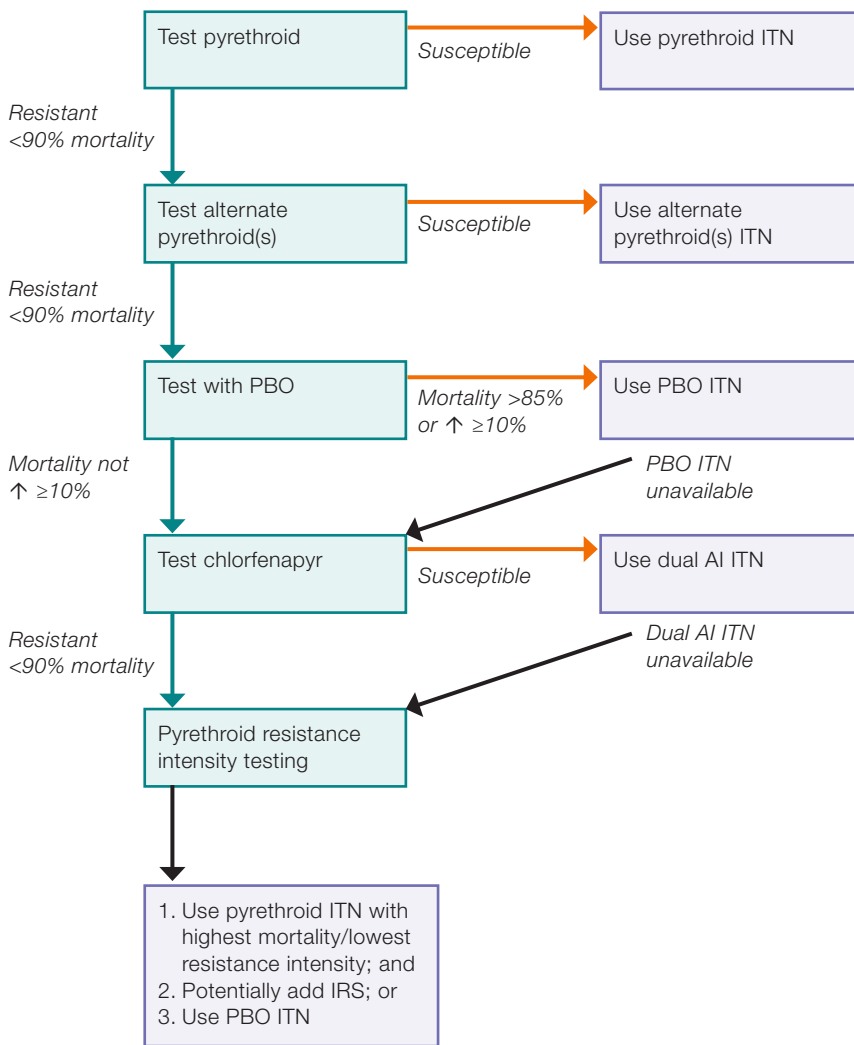 Test pyrethroid
Susceptible
Use pyrethroid ITN
Resistant
<90% mortality
Test alternate
pyrethroid(s)
Susceptible
Use alternate
pyrethroid(s) ITN
Resistant
<90% mortality
Test with PBO
Mortality >85%
or ↑ ≥10%
Use PBO ITN
Mortality not
↑ ≥10%
PBO ITN
unavailable
Test chlorfenapyr
Susceptible
Use dual AI ITN
Resistant
<90% mortality
Dual AI ITN
unavailable
Pyrethroid resistance
intensity testing
1. Use pyrethroid ITN with
highest mortality/lowest
resistance intensity; and
2. Potentially add IRS; or
3. Use PBO ITN